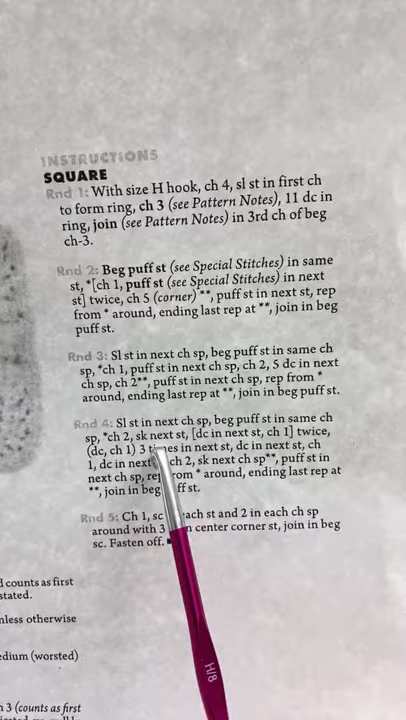 INSTRUCTIONS
SQUARE
Rnd 1: With size H hook, ch 4, sl st in first ch
to form ring, ch 3 (see Pattern Notes), 11 dc in
ring, join (see Pattern Notes) in 3rd ch of beg
ch-3.
Rnd 2: Beg puff st (see Special Stitches) in same
st, *[ch 1, puff st (see Special Stitches) in next
st] twice, ch 5 (corner)**, puff st in next st, rep
from * around, ending last rep at **, join in beg
puff st.
Rnd 3: Sl st in next ch sp, beg puff st in same ch
sp, *ch 1, puff st in next ch sp, ch 2, 5 dc in next
ch sp, ch 2**, puff st in next ch sp, rep from *
around, ending last rep at **, join in beg puff st.
Rnd 4: Sl st in next ch sp, beg puff st in same ch
sp, *ch 2, sk next st, [dc in next st, ch 1] twice,
(dc, ch 1) 3 times in next st, dc in next st, ch
1, dc in next ch 2, sk next ch sp**, puff st in
next ch sp, from * around, ending last rep at
**, join in beg ff st.
Rnd 5: Ch 1, sc each st and 2 in each ch sp
around with 3 center corner st, join in beg
sc. Fasten off.
counts as first
stated.
nless otherwise
edium (worsted)
3 (counts as first
H/8